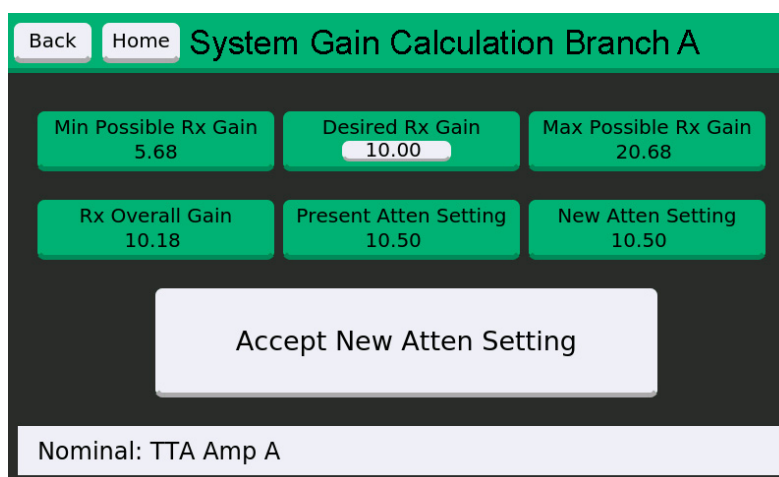 Back Home System Gain Calculation Branch A
Min Possible Rx Gain Desired Rx Gain Max Possible Rx Gain
5.68 10.00 20.68
Rx Overall Gain Present Atten Setting New Atten Setting
10.18 10.50 10.50
Accept New Atten Setting
Nominal: TTA Amp A